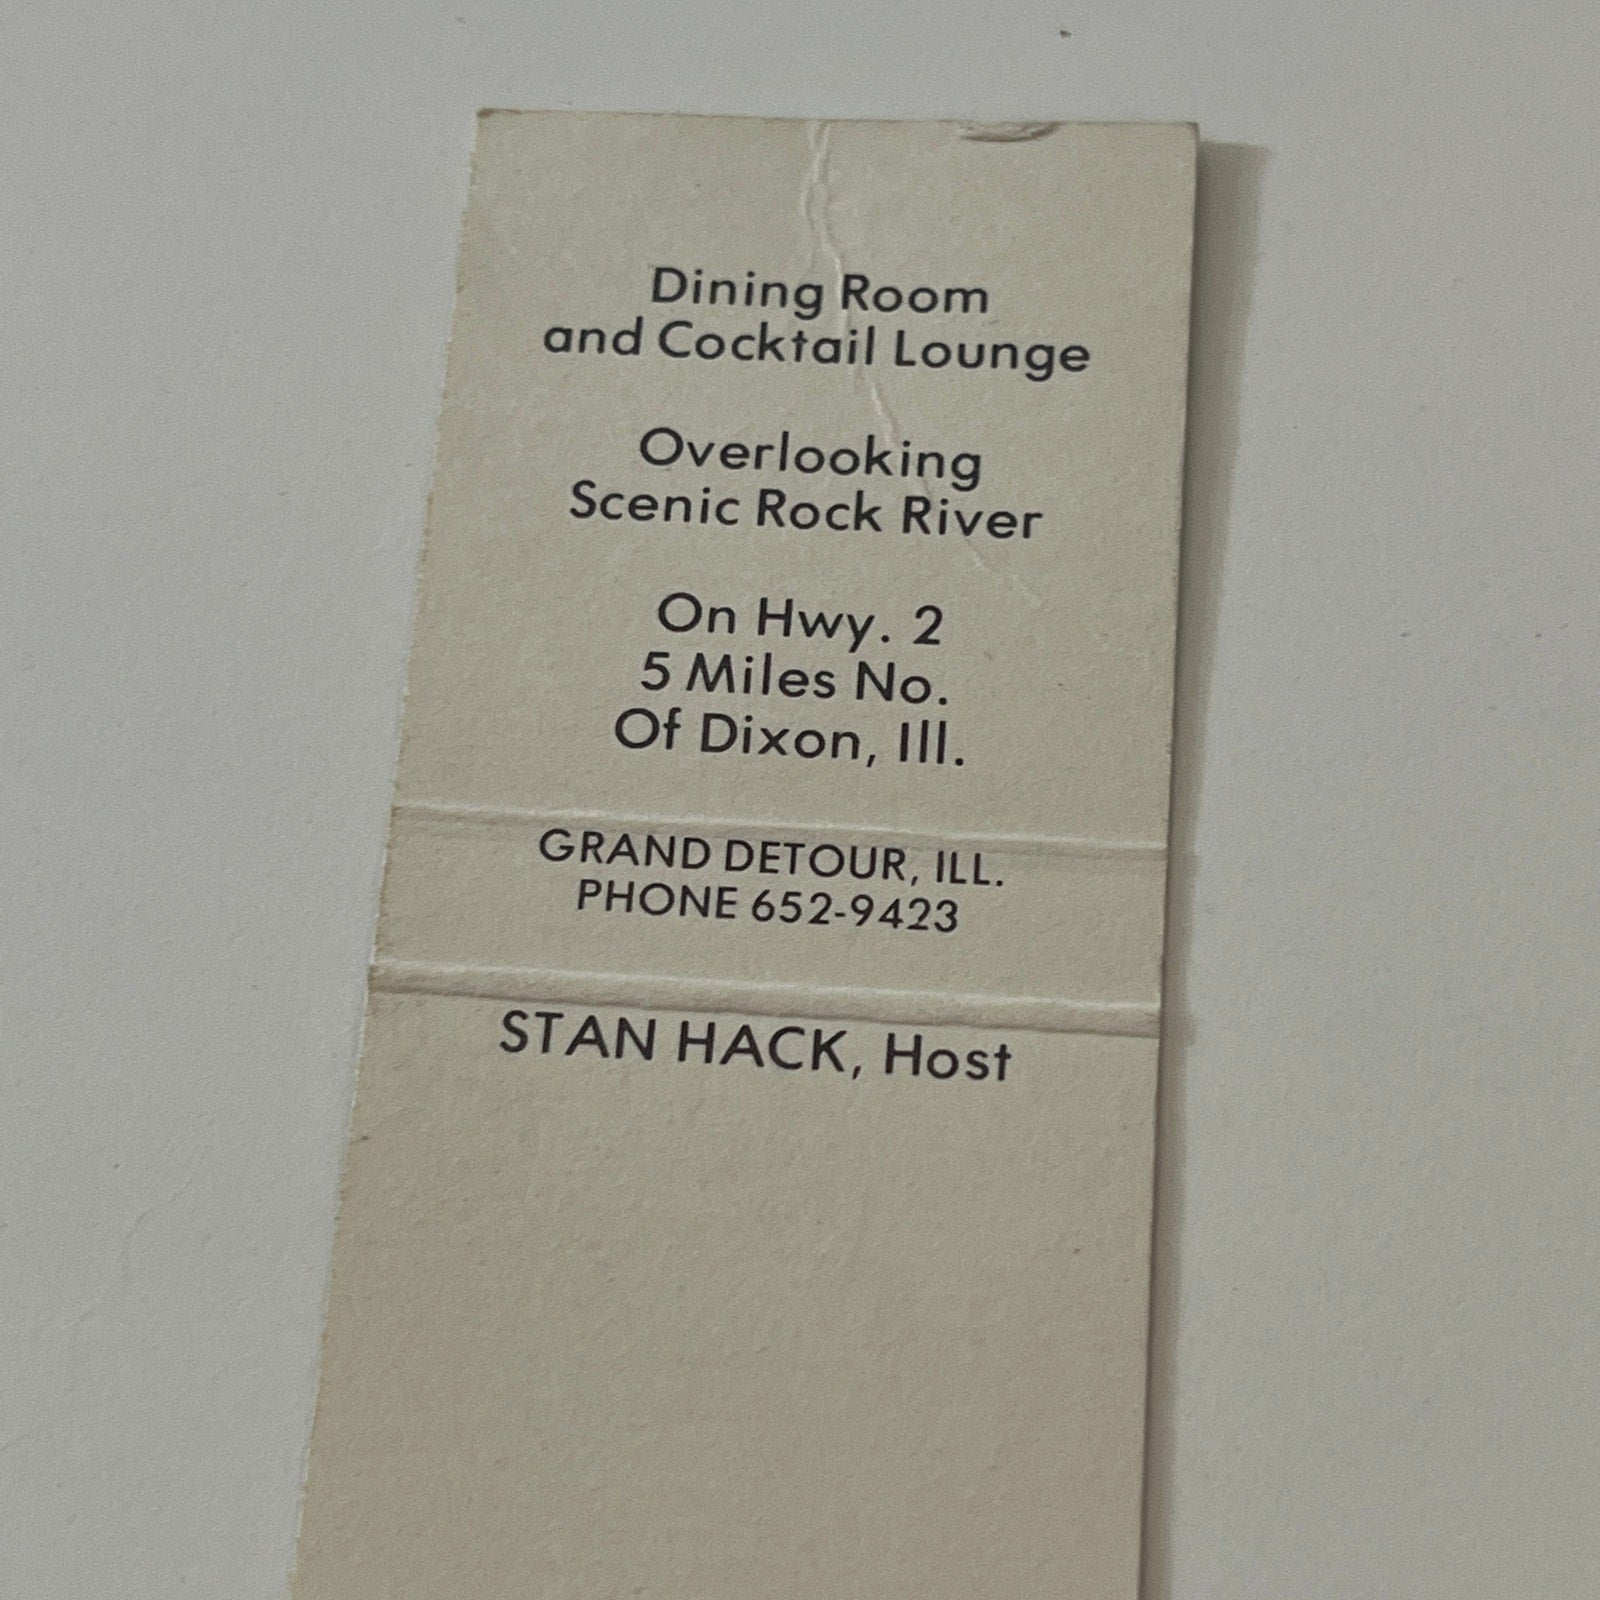 Dining Room
and Cocktail Lounge
Overlooking
Scenic Rock River
On Hwy. 2
5 Miles No.
Of Dixon, Ill.
GRAND DETOUR, ILL.
PHONE 652-9423
STAN HACK, Host